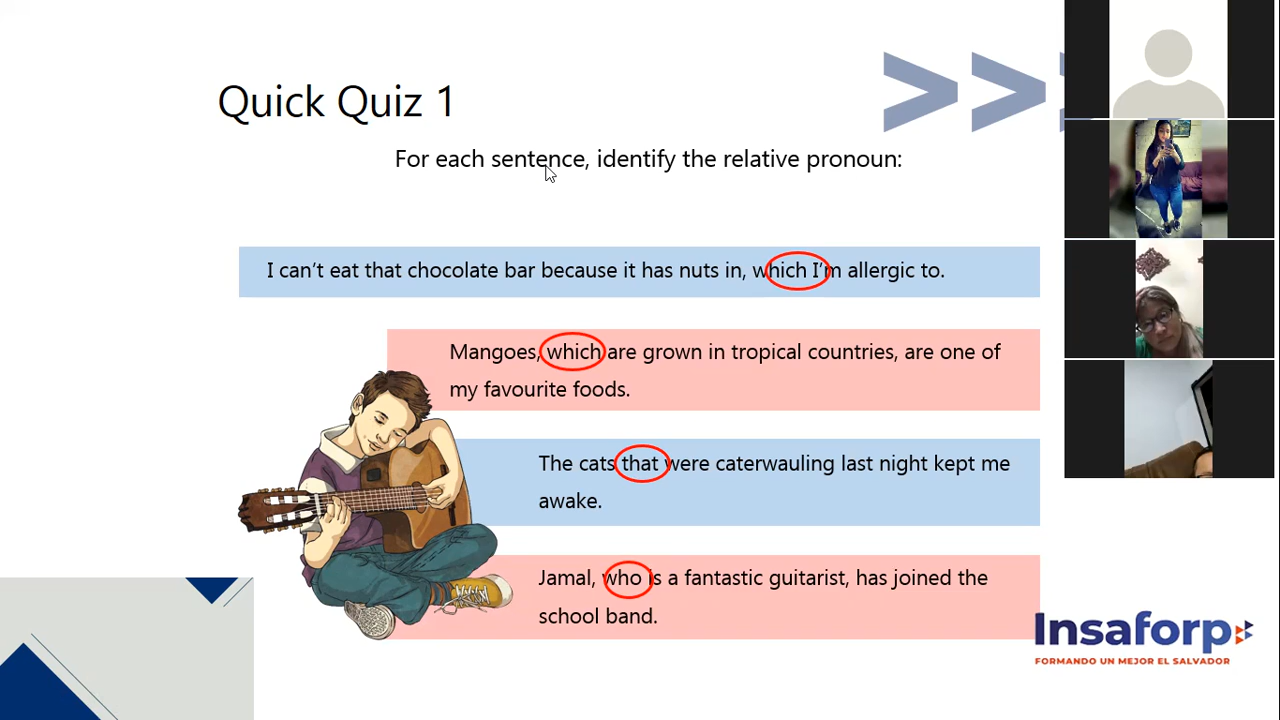 Quick Quiz 1
For each sentence, identify the relative pronoun:
I can't eat that chocolate bar because it has nuts in, which I'm allergic to.
Mangoes, which are grown in tropical countries, are one of
my favourite foods.
The cats that were caterwauling last night kept me
awake.
Jamal, who is a fantastic guitarist, has joined the
school band.
Insaforp
FORMANDO UN MEJOR EL SALVADOR